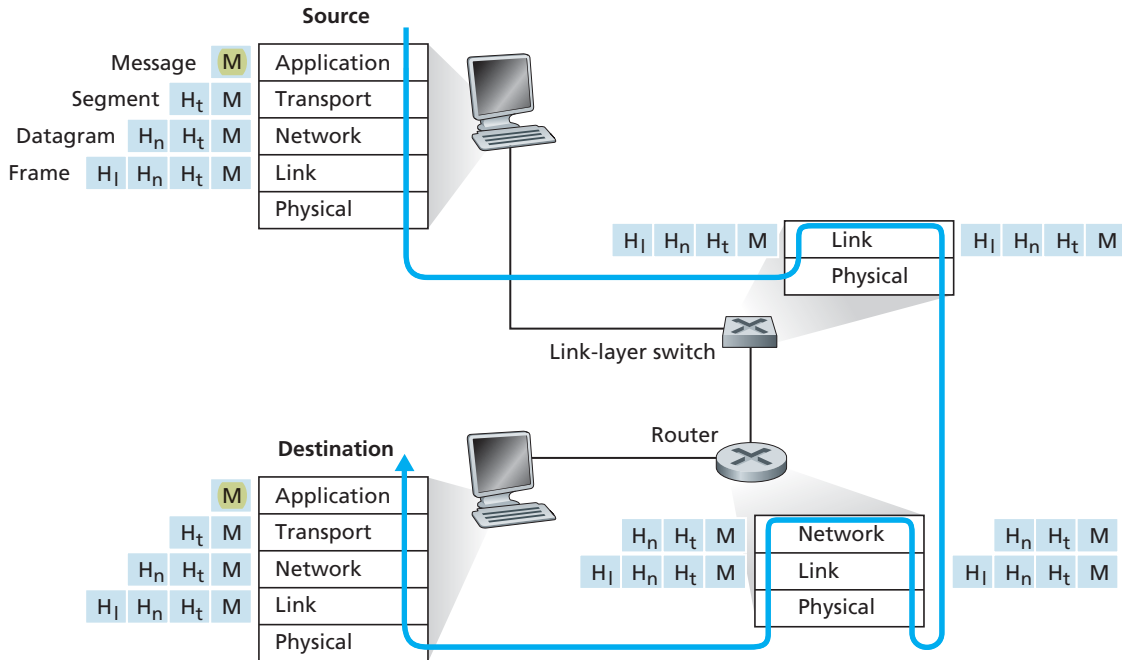 Source
Message M Application
Segment Ht M Transport
Datagram Hn Ht M Network
Frame Hl Hn Ht M Link
Physical
Hl Hn Ht M Link Hl Hn Ht M
Physical
Link-layer switch
Router
Destination
M Application
Ht M Transport
Hn Ht M Network
Hl Hn Ht M Link
Physical
Hn Ht M Network Hn Ht M
Hl Hn Ht M Link Hl Hn Ht M
Physical